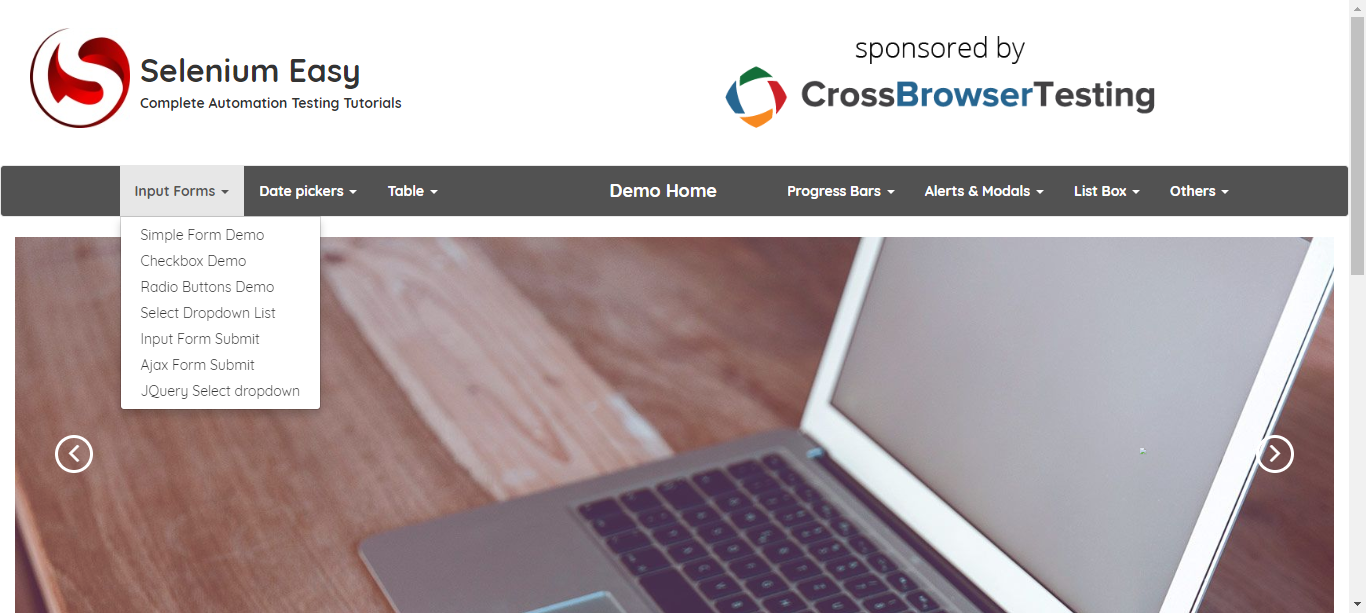 Selenium Easy
Complete Automation Testing Tutorials
sponsored by
CrossBrowserTesting
Input Forms
Date pickers
Table
Demo Home
Progress Bars
Alerts & Modals
List Box
Others
Simple Form Demo
Checkbox Demo
Radio Buttons Demo
Select Dropdown List
Input Form Submit
Ajax Form Submit
JQuery Select dropdown